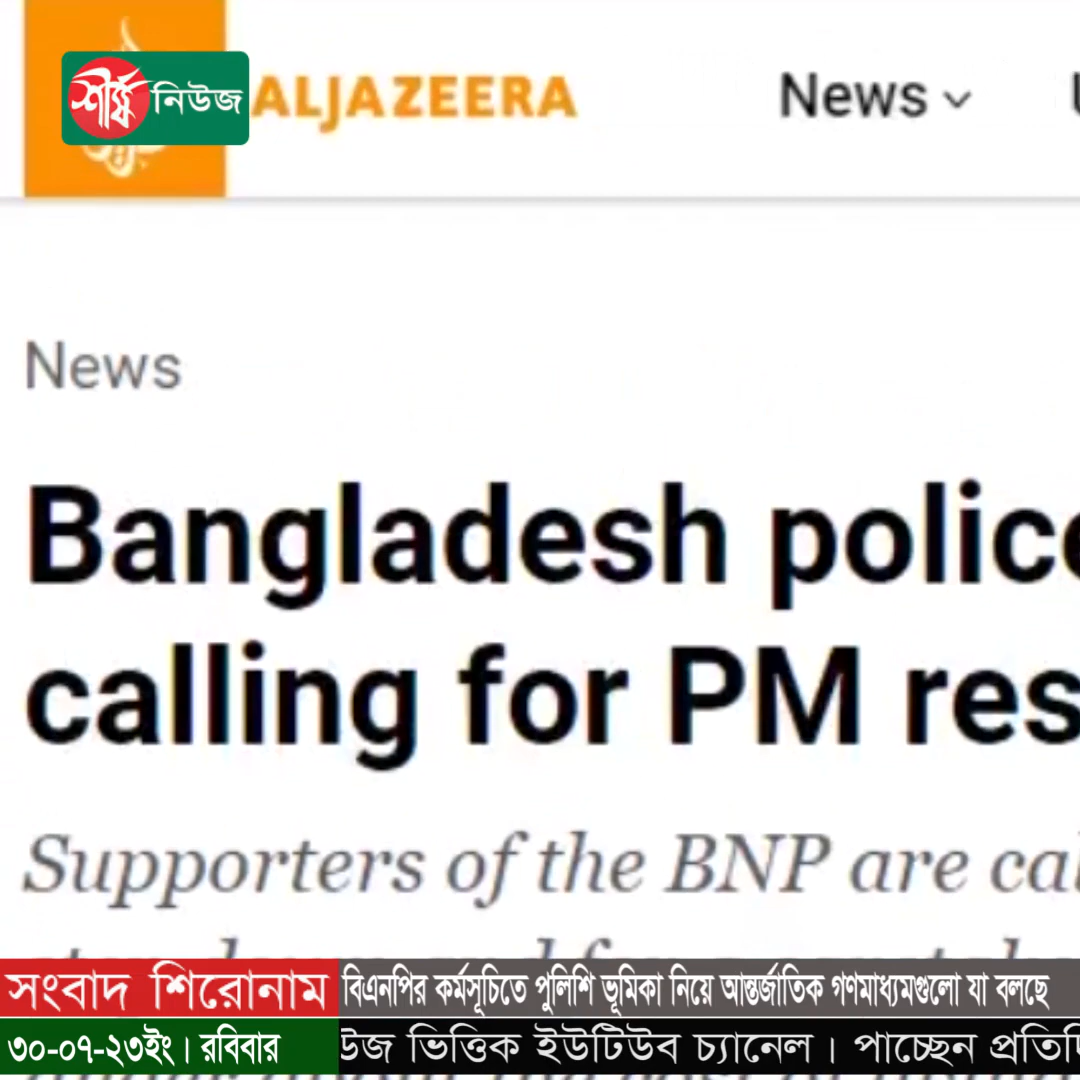 শীর্ষ নিউজ
ALJAZEERA
News
News
Bangladesh police
calling for PM res
Supporters of the BNP are cal
সংবাদ শিরোনাম
বিএনপির কর্মসূচিতে পুলিশি ভূমিকা নিয়ে আন্তর্জাতিক গণমাধ্যমগুলো যা বলছে
৩০-০৭-২৩ইং। রবিবার
উজ ভিত্তিক ইউটিউব চ্যানেল। পাচ্ছেন প্রতিদি